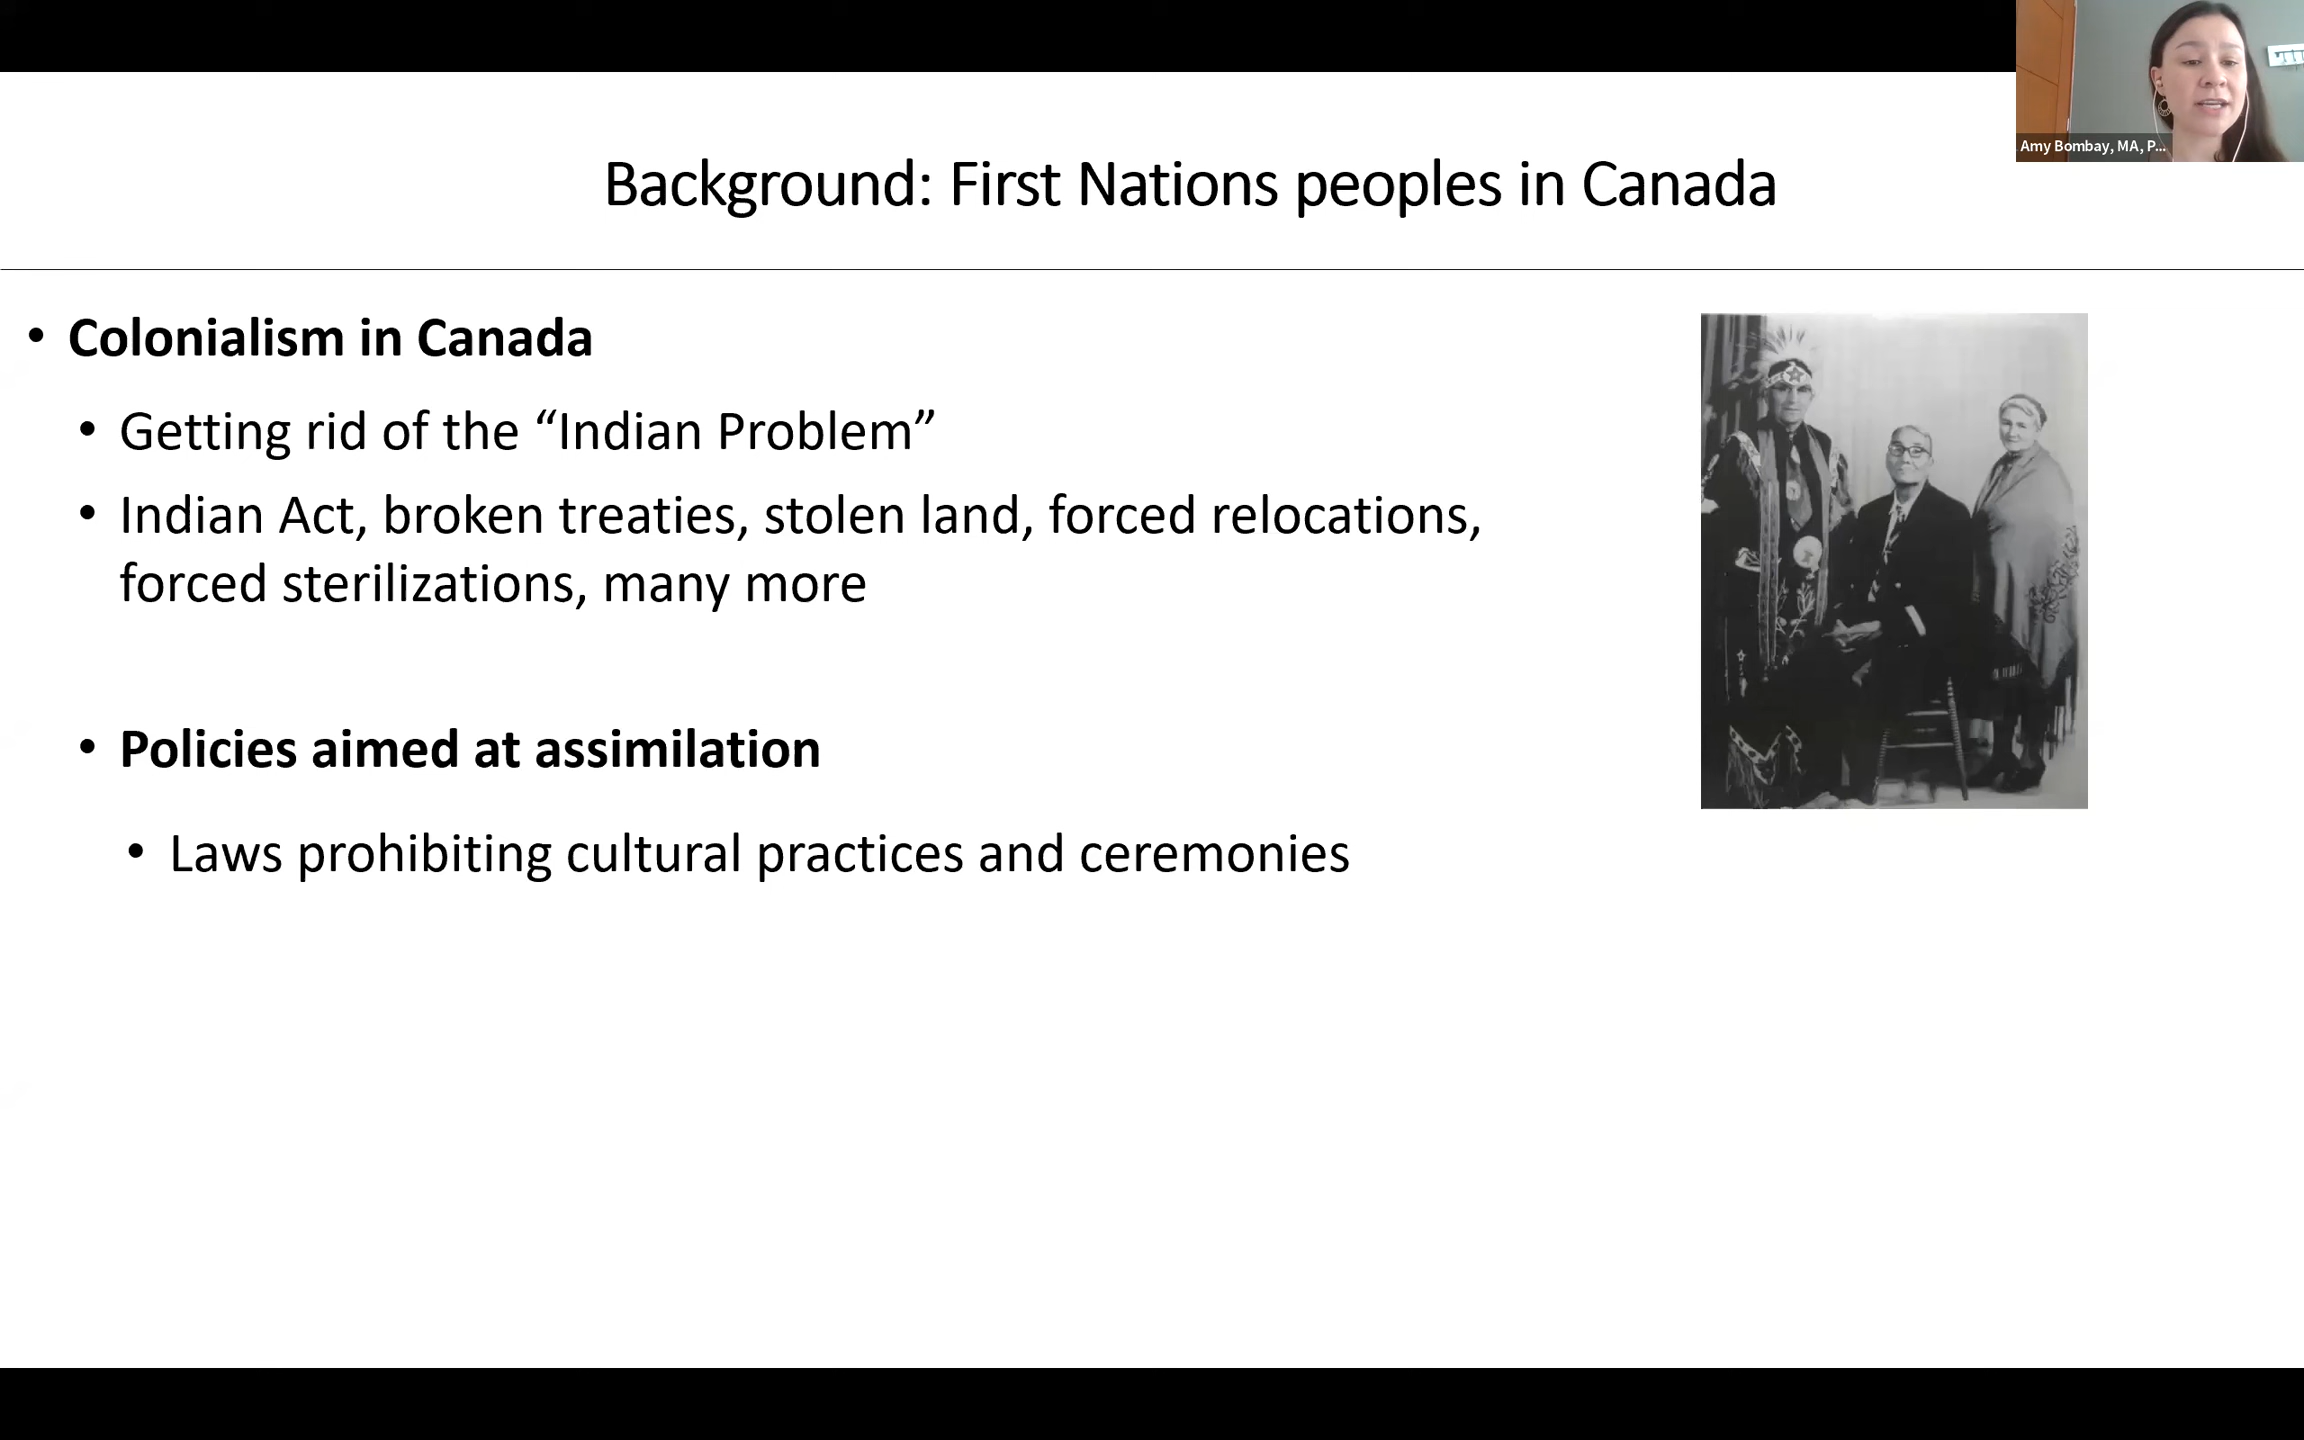 Amy Bombay, MA, P...
Background: First Nations peoples in Canada
• Colonialism in Canada
• Getting rid of the “Indian Problem”
• Indian Act, broken treaties, stolen land, forced relocations,
forced sterilizations, many more
• Policies aimed at assimilation
• Laws prohibiting cultural practices and ceremonies